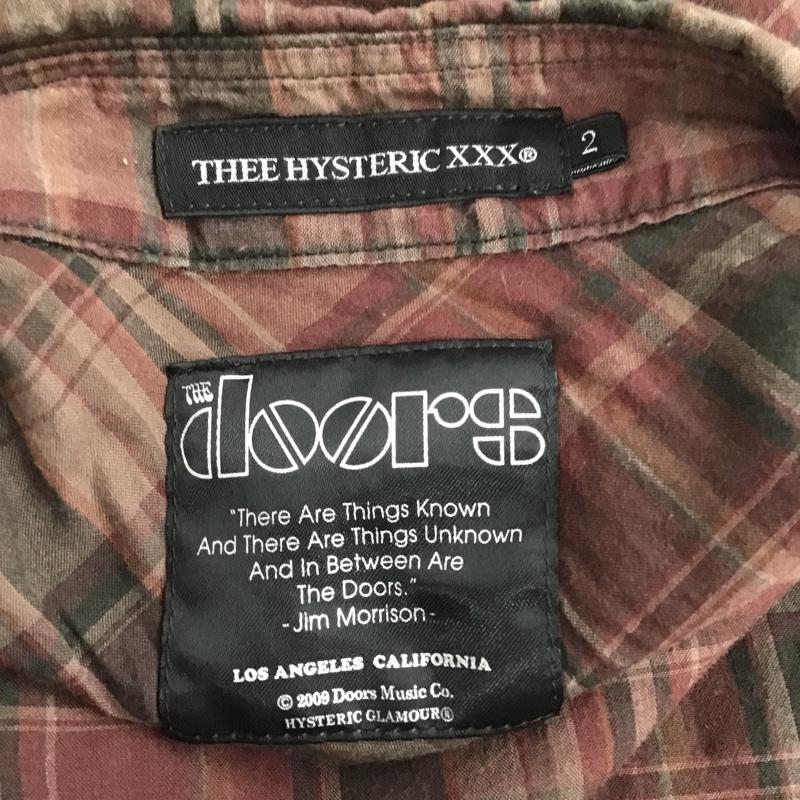 THEE HYSTERIC XXX®
2
THE
doors
"There Are Things Known
And There Are Things Unknown
And In Between Are
The Doors."
-Jim Morrison-
LOS ANGELES CALIFORNIA
© 2009 Doors Music Co.
HYSTERIC GLAMOUR®